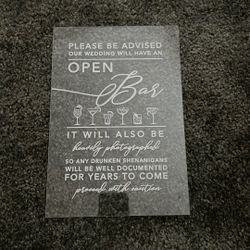 PLEASE BE ADVISED
OUR WEDDING WILL HAVE AN
OPEN
Bar
IT WILL ALSO BE
heavily photographed
SO ANY DRUNKEN SHENANIGANS
WILL BE WELL DOCUMENTED
FOR YEARS TO COME
proceed with caution